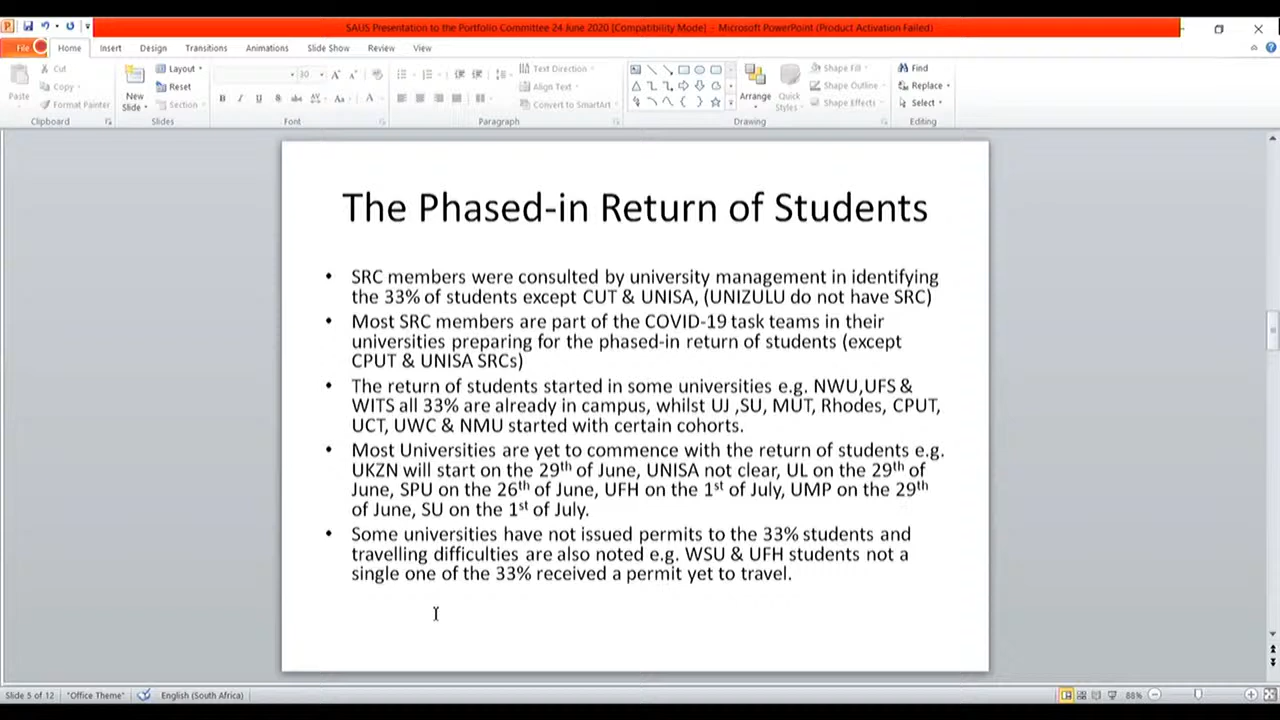 SAUS Presentation to the Portfolio Committee 24 June 2020 [Compatibility Mode] - Microsoft PowerPoint (Product Activation Failed)
File Home Insert Design Transitions Animations Slide Show Review View
Paste
Cut
Copy
Format Painter
Clipboard
New Slide
Layout
Reset
Section
Slides
30
Font
Text Direction
Align Text
Convert to SmartArt
Paragraph
Arrange
Quick Styles
Shape Fill
Shape Outline
Shape Effects
Drawing
Find
Replace
Select
Editing
The Phased-in Return of Students
• SRC members were consulted by university management in identifying
the 33% of students except CUT & UNISA, (UNIZULU do not have SRC)
• Most SRC members are part of the COVID-19 task teams in their
universities preparing for the phased-in return of students (except
CPUT & UNISA SRCs)
• The return of students started in some universities e.g. NWU,UFS &
WITS all 33% are already in campus, whilst UJ ,SU, MUT, Rhodes, CPUT,
UCT, UWC & NMU started with certain cohorts.
• Most Universities are yet to commence with the return of students e.g.
UKZN will start on the 29th of June, UNISA not clear, UL on the 29th of
June, SPU on the 26th of June, UFH on the 1st of July, UMP on the 29th
of June, SU on the 1st of July.
• Some universities have not issued permits to the 33% students and
travelling difficulties are also noted e.g. WSU & UFH students not a
single one of the 33% received a permit yet to travel.
Slide 5 of 12 "Office Theme" English (South Africa) 88%